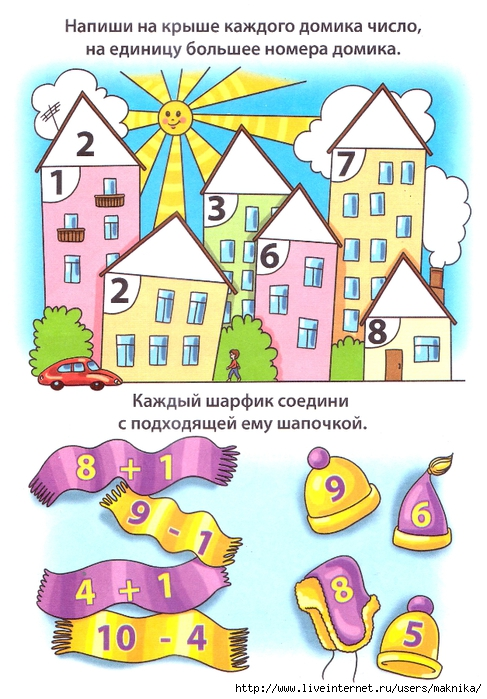 Напиши на крыше каждого домика число,
на единицу большее номера домика.
2
1
7
3
6
2
8
Каждый шарфик соедини
с подходящей ему шапочкой.
8 + 1
9 - 1
4 + 1
10 - 4
9
6
8
5
http://www.liveinternet.ru/users/maknika/